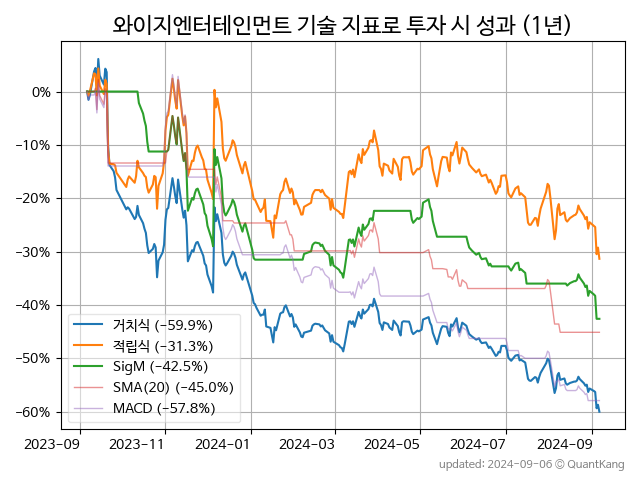 와이지엔터테인먼트 기술 지표로 투자 시 성과 (1년)
0%
−10%
−20%
−30%
−40%
−50%
−60%
거치식 (−59.9%)
적립식 (−31.3%)
SigM (−42.5%)
SMA(20) (−45.0%)
MACD (−57.8%)
2023-09 2023-11 2024-01 2024-03 2024-05 2024-07 2024-09
updated: 2024-09-06 © QuantKang